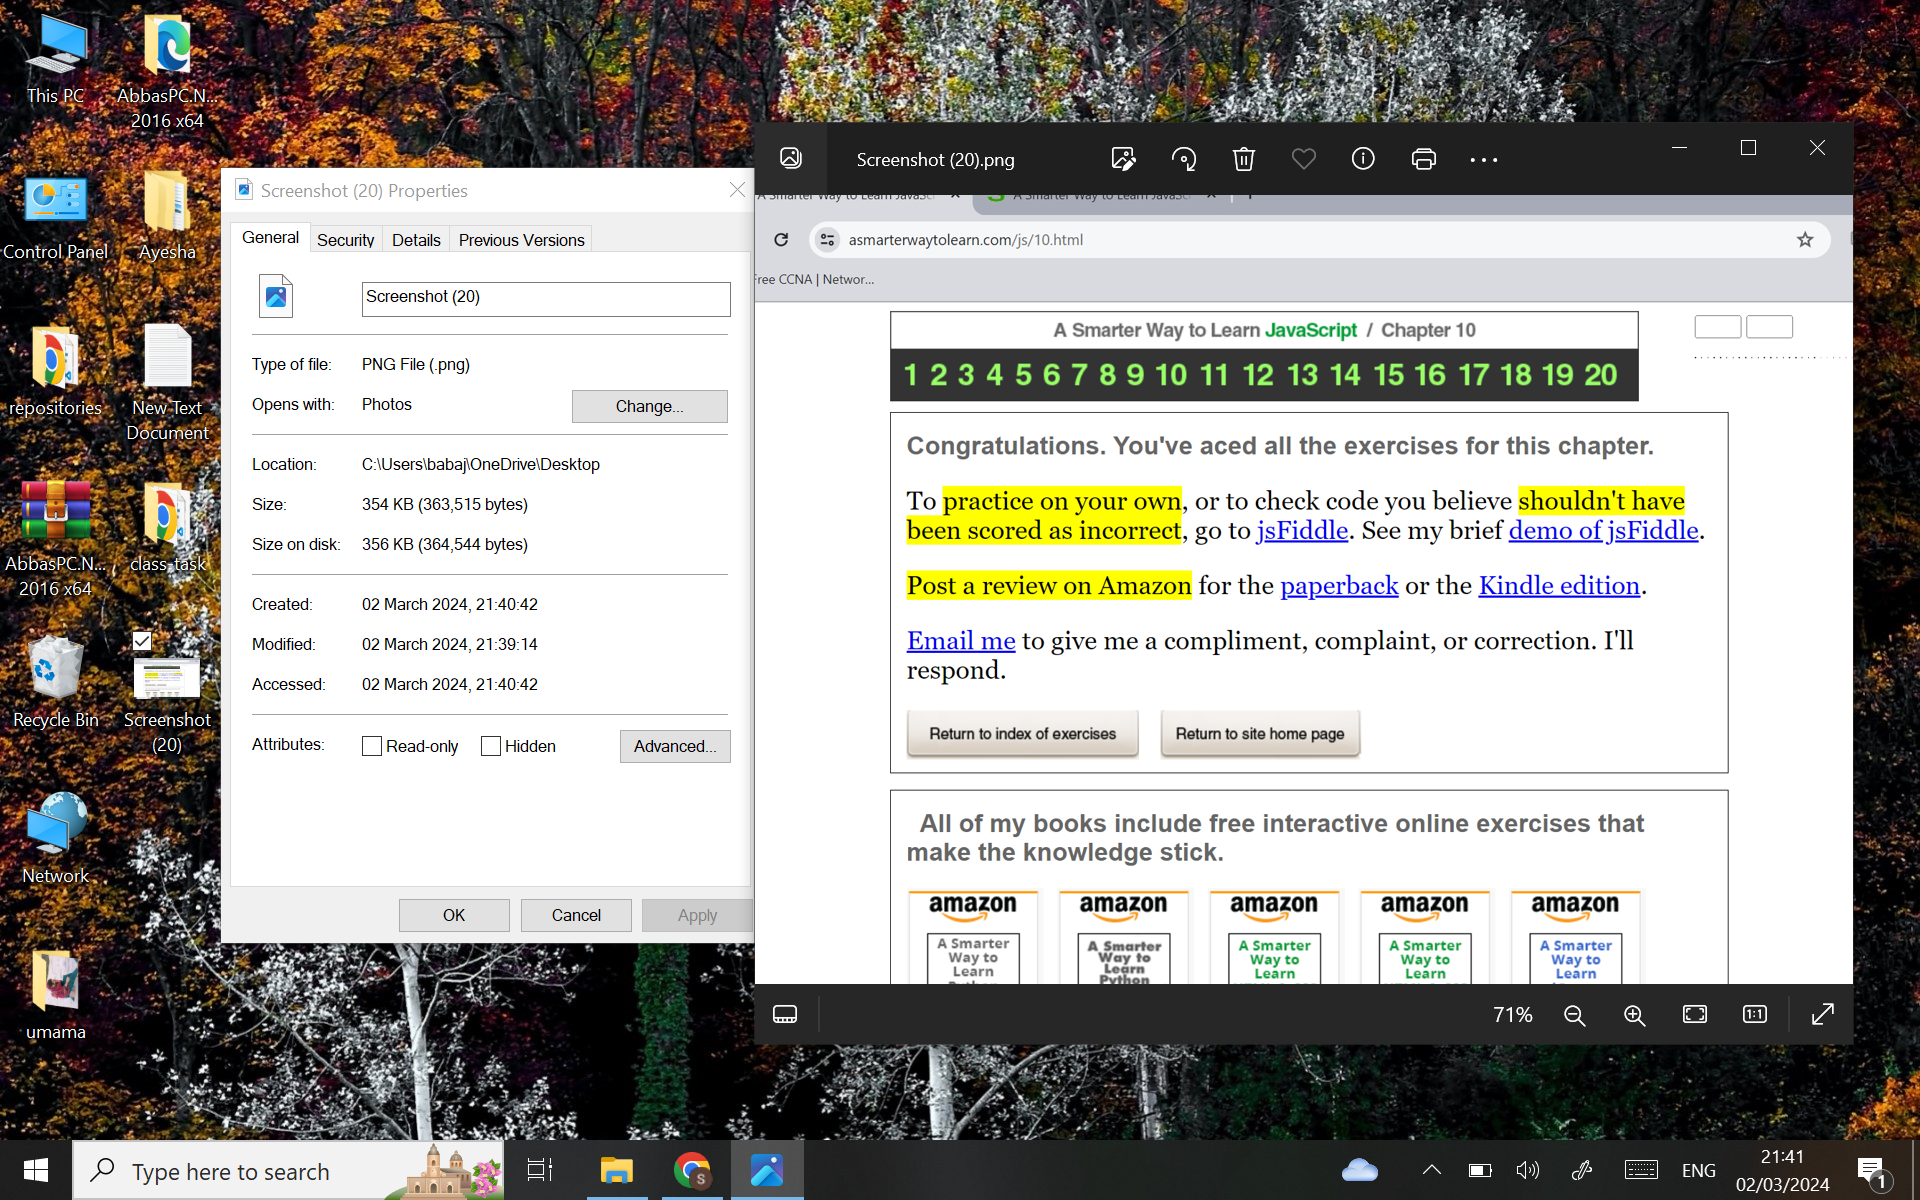 This PC
AbbasPC.N...
2016 x64
Control Panel
Ayesha
repositories
New Text
Document
AbbasPC.N...
2016 x64
class-task
Recycle Bin
Screenshot
(20)
Network
umama
Screenshot (20) Properties
General
Security
Details
Previous Versions
Screenshot (20)
Type of file: PNG File (.png)
Opens with: Photos
Change...
Location: C:\Users\babaj\OneDrive\Desktop
Size: 354 KB (363,515 bytes)
Size on disk: 356 KB (364,544 bytes)
Created: 02 March 2024, 21:40:42
Modified: 02 March 2024, 21:39:14
Accessed: 02 March 2024, 21:40:42
Attributes: Read-only Hidden
Advanced...
OK
Cancel
Apply
Screenshot (20).png
A Smarter Way to Learn JavaSc
A Smarter Way to Learn JavaSc
asmarterwaytolearn.com/js/10.html
Free CCNA | Networ...
A Smarter Way to Learn JavaScript / Chapter 10
1 2 3 4 5 6 7 8 9 10 11 12 13 14 15 16 17 18 19 20
Congratulations. You've aced all the exercises for this chapter.
To practice on your own, or to check code you believe shouldn't have
been scored as incorrect, go to jsFiddle. See my brief demo of jsFiddle.
Post a review on Amazon for the paperback or the Kindle edition.
Email me to give me a compliment, complaint, or correction. I'll
respond.
Return to index of exercises
Return to site home page
All of my books include free interactive online exercises that
make the knowledge stick.
amazon
A Smarter
Way to
Learn
Python
amazon
A Smarter
Way to
Learn
Python
amazon
A Smarter
Way to
Learn
amazon
A Smarter
Way to
Learn
amazon
A Smarter
Way to
Learn
71%
1:1
Type here to search
S
ENG
21:41
02/03/2024
1